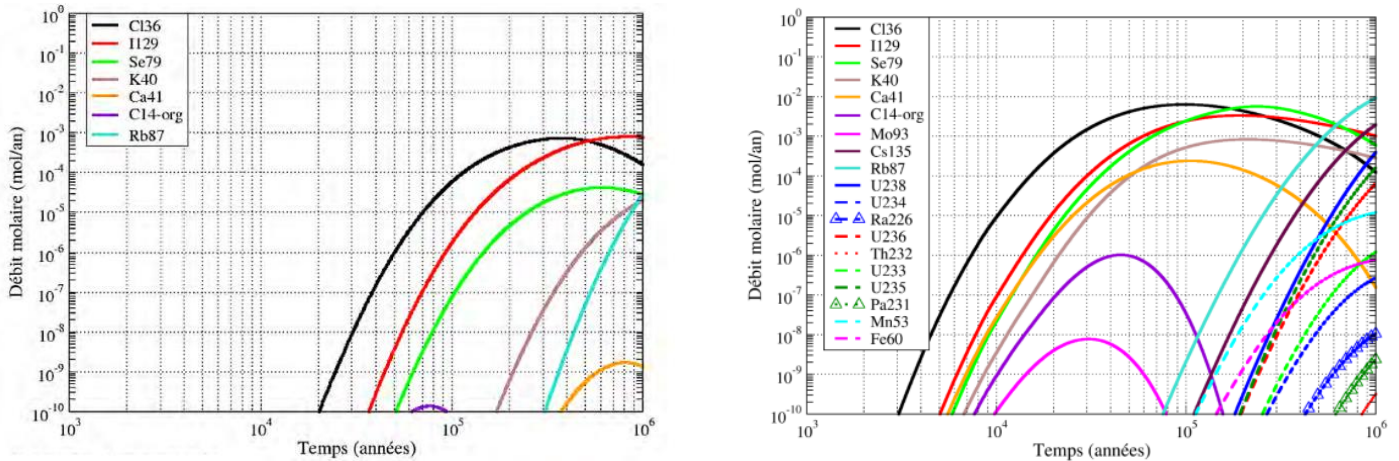 10^0
10^-1
10^-2
10^-3
10^-4
10^-5
10^-6
10^-7
10^-8
10^-9
10^-10
Débit molaire (mol/an)
Cl36
I129
Se79
K40
Ca41
C14-org
Rb87
10^3
10^4
10^5
10^6
Temps (années)
10^0
10^-1
10^-2
10^-3
10^-4
10^-5
10^-6
10^-7
10^-8
10^-9
10^-10
Débit molaire (mol/an)
Cl36
I129
Se79
K40
Ca41
C14-org
Mo93
Cs135
Rb87
U238
U234
Ra226
U236
Th232
U233
U235
Pa231
Mn53
Fe60
10^3
10^4
10^5
10^6
Temps (années)